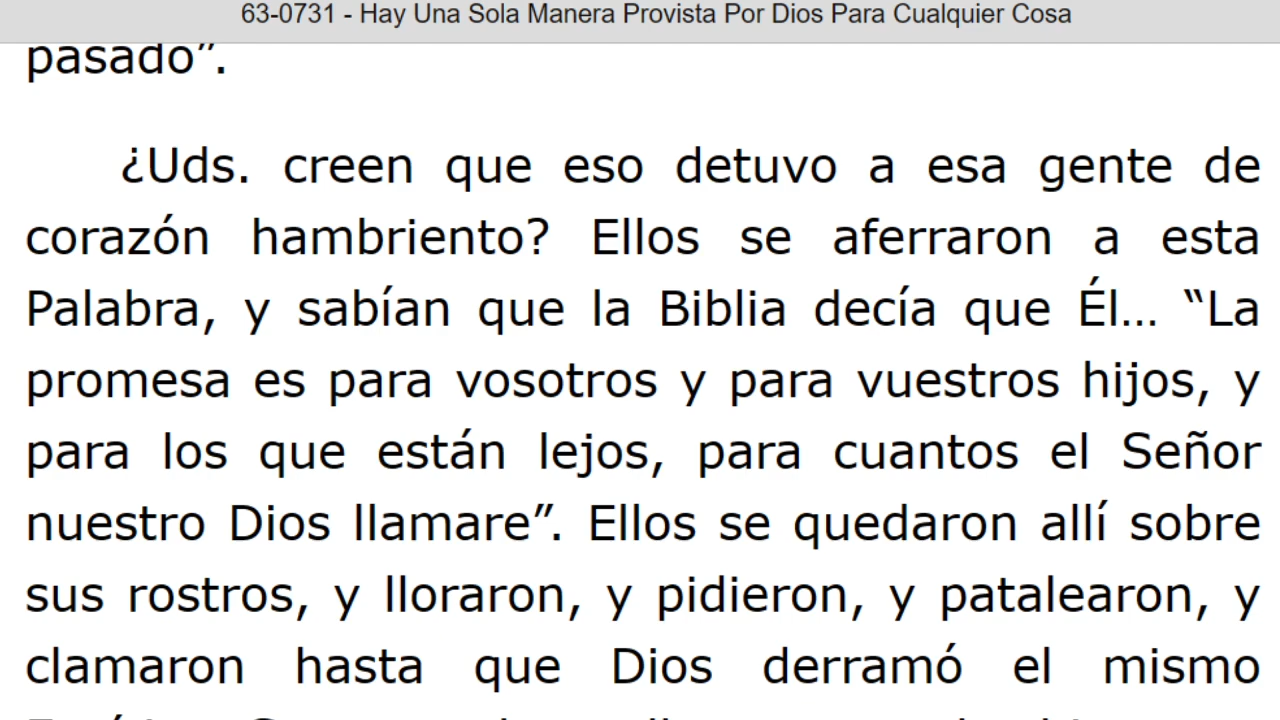 63-0731 - Hay Una Sola Manera Provista Por Dios Para Cualquier Cosa
pasado”.
¿Uds. creen que eso detuvo a esa gente de
corazón hambriento? Ellos se aferraron a esta
Palabra, y sabían que la Biblia decía que Él… “La
promesa es para vosotros y para vuestros hijos, y
para los que están lejos, para cuantos el Señor
nuestro Dios llamare”. Ellos se quedaron allí sobre
sus rostros, y lloraron, y pidieron, y patalearon, y
clamaron hasta que Dios derramó el mismo